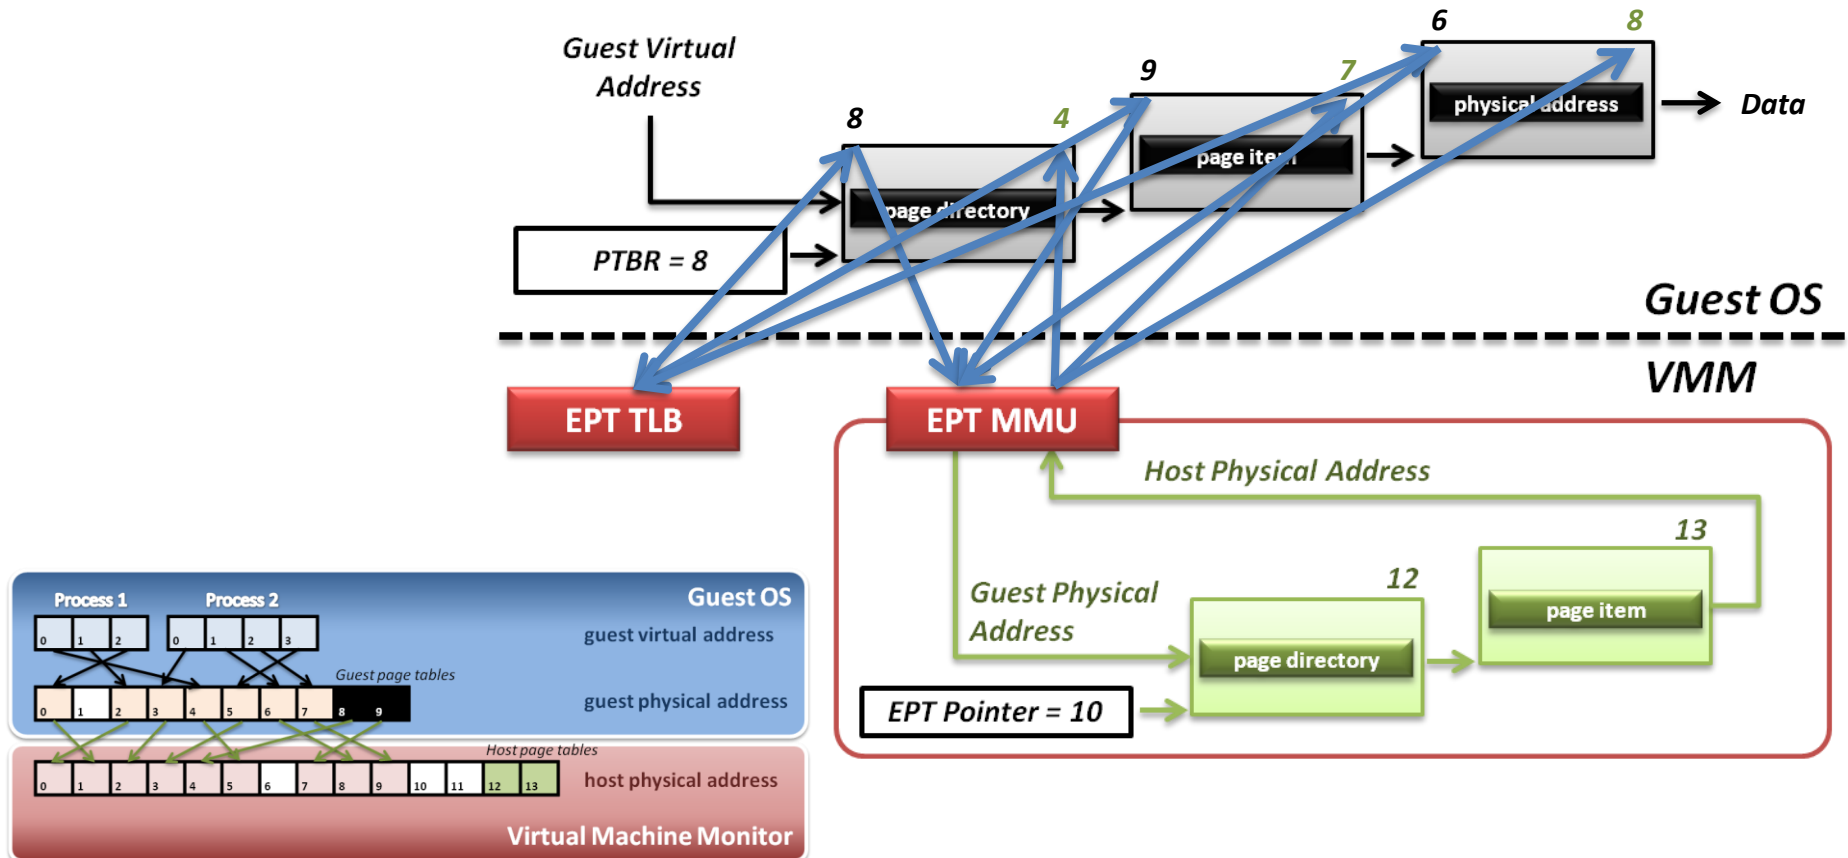 6
8
Guest Virtual
Address
9
7
physical address
Data
8
4
page item
page directory
PTBR = 8
Guest OS
VMM
EPT TLB
EPT MMU
Host Physical Address
13
12
Guest Physical
Address
page item
page directory
EPT Pointer = 10
Process 1
Process 2
Guest OS
0 1 2
0 1 2 3
guest virtual address
Guest page tables
0 1 2 3 4 5 6 7 8 9
guest physical address
Host page tables
0 1 2 3 4 5 6 7 8 9 10 11 12 13
host physical address
Virtual Machine Monitor